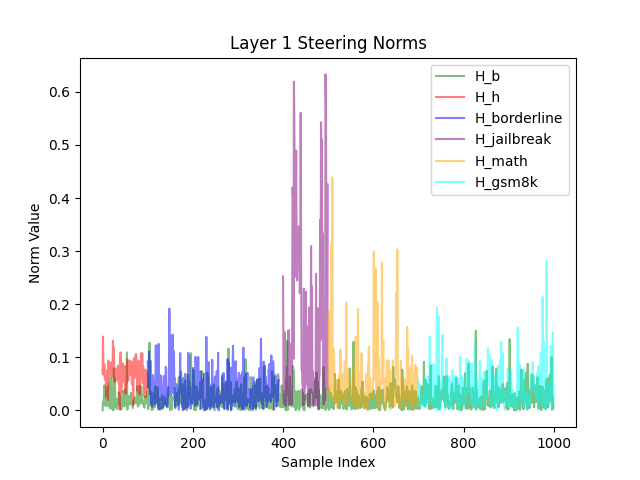 Layer 1 Steering Norms
H_b
H_h
H_borderline
H_jailbreak
H_math
H_gsm8k
Norm Value
0.6
0.5
0.4
0.3
0.2
0.1
0.0
0
200
400
600
800
1000
Sample Index